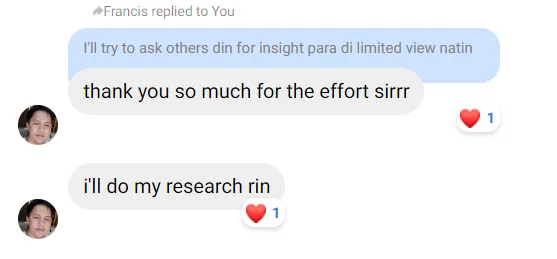 Francis replied to You
I'll try to ask others din for insight para di limited view natin
thank you so much for the effort sirrr
1
i'll do my research rin
1